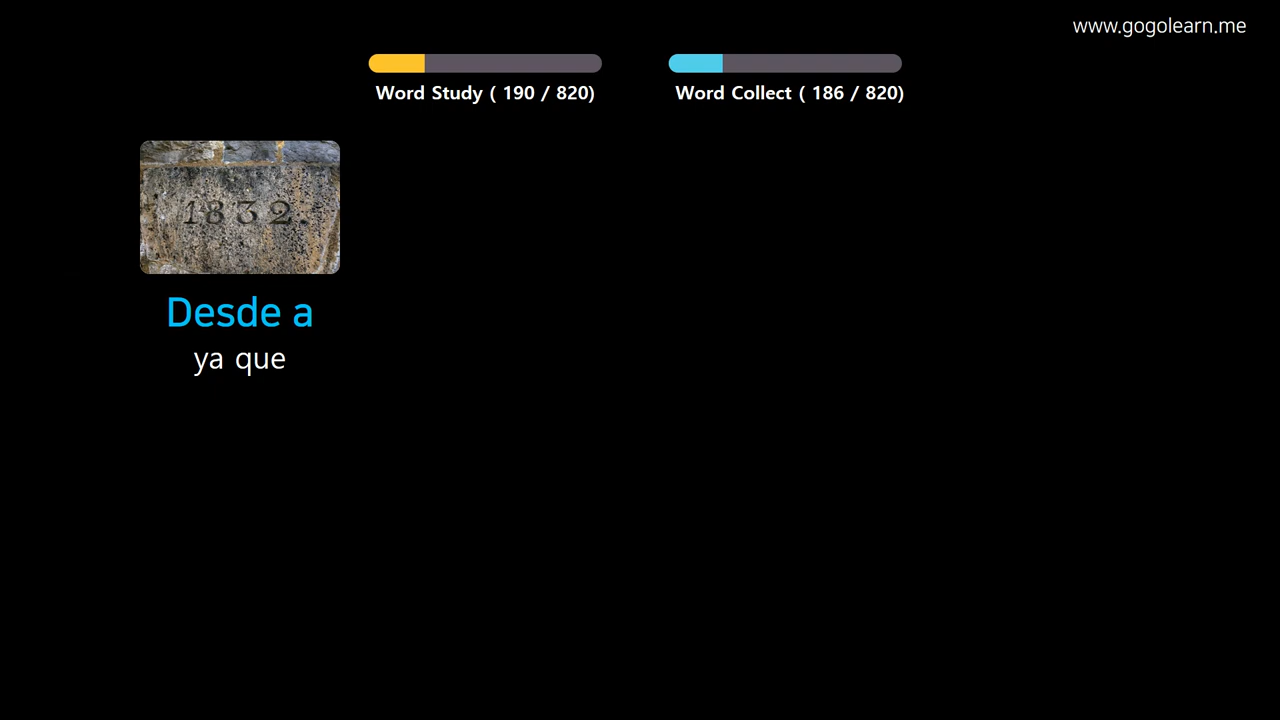 www.gogolearn.me
Word Study ( 190 / 820)
Word Collect ( 186 / 820)
1832.
Desde a
ya que